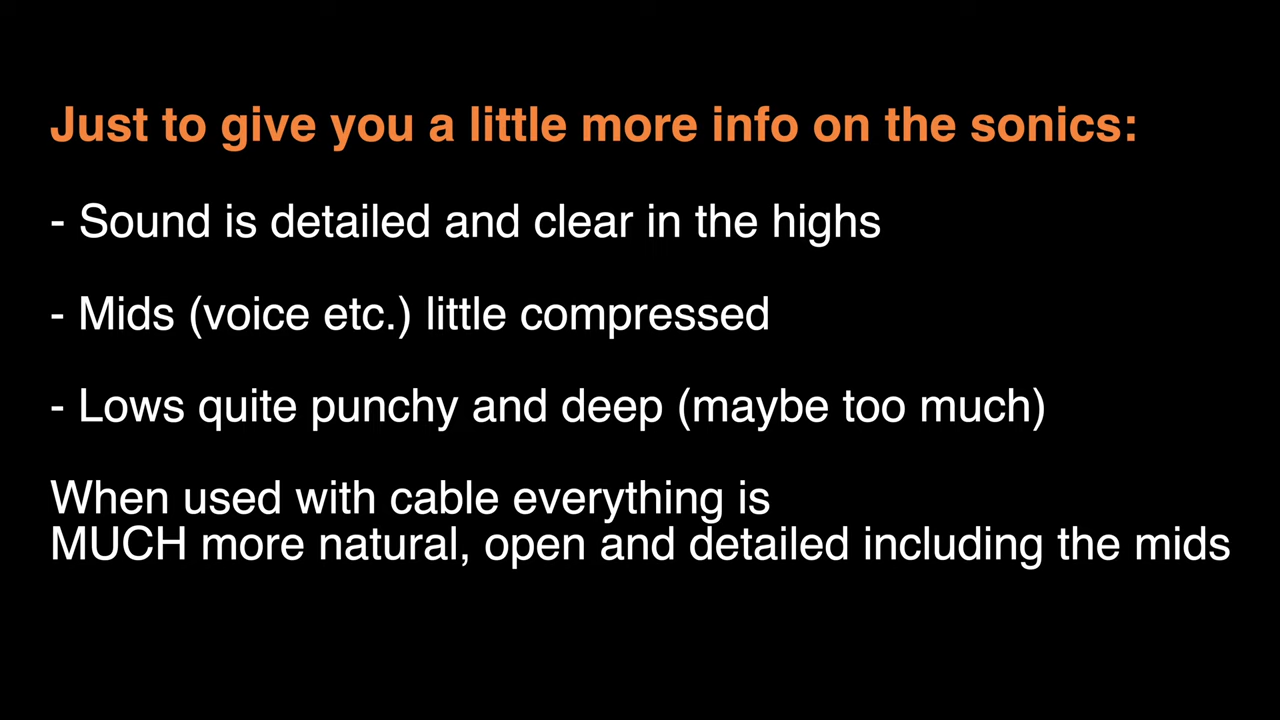 Just to give you a little more info on the sonics:
- Sound is detailed and clear in the highs
- Mids (voice etc.) little compressed
- Lows quite punchy and deep (maybe too much)
When used with cable everything is
MUCH more natural, open and detailed including the mids